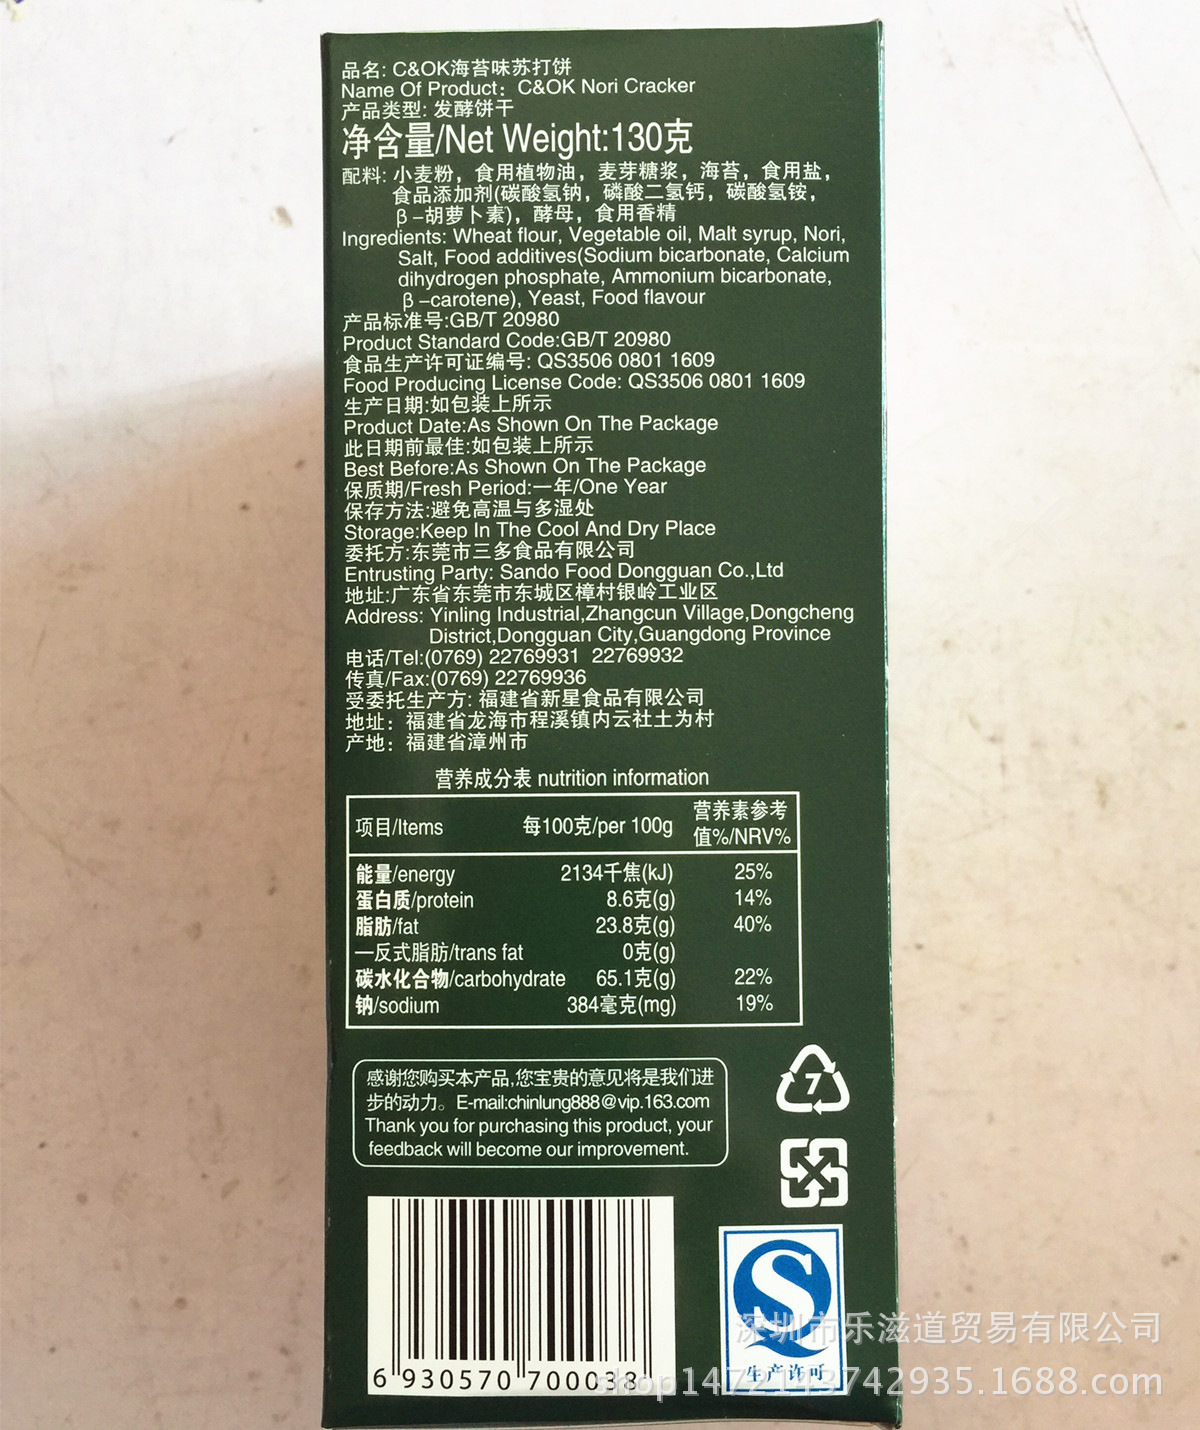 品名: C&OK海苔味苏打饼
Name Of Product: C&OK Nori Cracker
产品类型: 发酵饼干
净含量/Net Weight:130克
配料: 小麦粉，食用植物油，麦芽糖浆，海苔，食用盐，
食品添加剂(碳酸氢钠，磷酸二氢钙，碳酸氢铵，
β-胡萝卜素)，酵母，食用香精
Ingredients: Wheat flour, Vegetable oil, Malt syrup, Nori,
Salt, Food additives(Sodium bicarbonate, Calcium
dihydrogen phosphate, Ammonium bicarbonate,
β-carotene), Yeast, Food flavour
产品标准号:GB/T 20980
Product Standard Code:GB/T 20980
食品生产许可证编号: QS3506 0801 1609
Food Producing License Code: QS3506 0801 1609
生产日期:如包装上所示
Product Date:As Shown On The Package
此日期前最佳:如包装上所示
Best Before:As Shown On The Package
保质期/Fresh Period:一年/One Year
保存方法:避免高温与多湿处
Storage:Keep In The Cool And Dry Place
委托方:东莞市三多食品有限公司
Entrusting Party: Sando Food Dongguan Co.,Ltd
地址:广东省东莞市东城区樟村银岭工业区
Address: Yinling Industrial,Zhangcun Village,Dongcheng
District,Dongguan City,Guangdong Province
电话/Tel:(0769) 22769931 22769932
传真/Fax:(0769) 22769936
受委托生产方: 福建省新星食品有限公司
地址: 福建省龙海市程溪镇内云社土为村
产地: 福建省漳州市
营养成分表 nutrition information
项目/Items 每100克/per 100g 营养素参考
值%/NRV%
能量/energy 2134千焦(kJ) 25%
蛋白质/protein 8.6克(g) 14%
脂肪/fat 23.8克(g) 40%
—反式脂肪/trans fat 0克(g)
碳水化合物/carbohydrate 65.1克(g) 22%
钠/sodium 384毫克(mg) 19%
感谢您购买本产品,您宝贵的意见将是我们进
步的动力。E-mail:chinlung888@vip.163.com
Thank you for purchasing this product, your
feedback will become our improvement.
7
6 930570 700038
生产许可
深圳市乐滋道贸易有限公司
shop1472143742935.1688.com